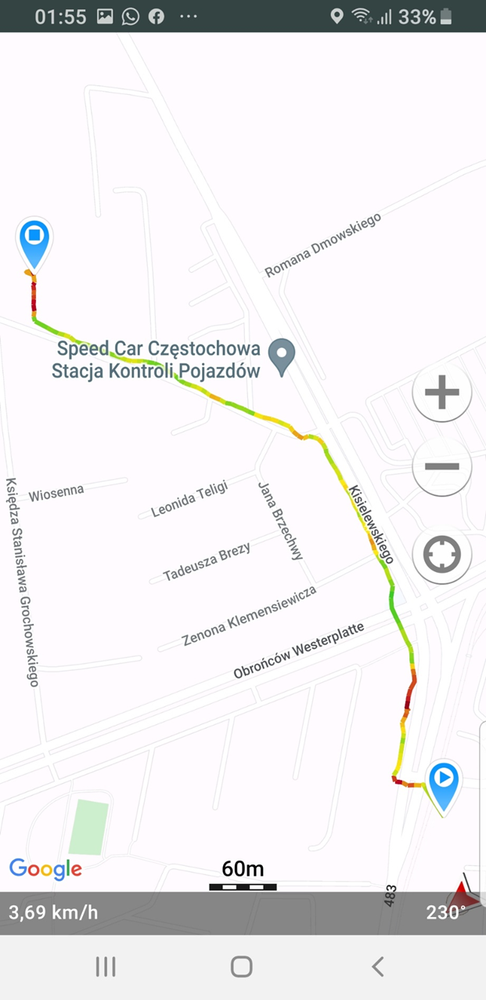 01:55
33%
Romana Dmowskiego
Speed Car Częstochowa
Stacja Kontroli Pojazdów
Kisielewskiego
Księdza Stanisława Grochowskiego
Wiosenna
Leonida Teligi
Jana Brzechwy
Tadeusza Brezy
Zenona Klemensiewicza
Obrońców Westerplatte
Google
60m
483
3,69 km/h
230°